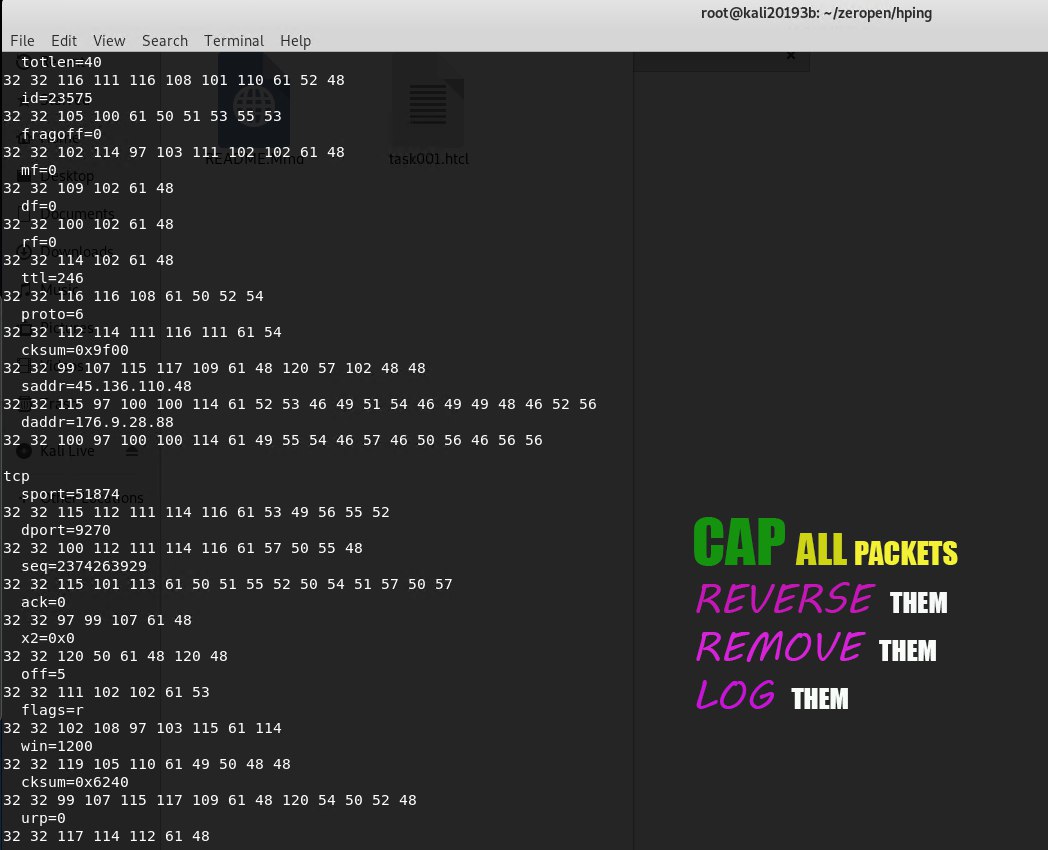 root@kali20193b: ~/zeropen/hping
File Edit View Search Terminal Help
totlen=40
32 32 116 111 116 108 101 110 61 52 48
id=23575
32 32 105 100 61 50 51 53 55 53
fragoff=0
32 32 102 114 97 103 111 102 102 61 48
README.Mmd task001.htcl
mf=0
Desktop
32 32 109 102 61 48
df=0
Documents
32 32 100 102 61 48
rf=0
Downloads
32 32 114 102 61 48
ttl=246
32 32 116 116 108 61 50 52 54
proto=6
Pictures
32 32 112 114 111 116 111 61 54
cksum=0x9f00
32 32 99 107 115 117 109 61 48 120 57 102 48 48
saddr=45.136.110.48
32 32 115 97 100 100 114 61 52 53 46 49 51 54 46 49 49 48 46 52 56
daddr=176.9.28.88
32 32 100 97 100 100 114 61 49 55 54 46 57 46 50 56 46 56 56
Kali Live
tcp
sport=51874
32 32 115 112 111 114 116 61 53 49 56 55 52
dport=9270
32 32 100 112 111 114 116 61 57 50 55 48
seq=2374263929
32 32 115 101 113 61 50 51 55 52 50 54 51 57 50 57
ack=0
32 32 97 99 107 61 48
x2=0x0
32 32 120 50 61 48 120 48
off=5
32 32 111 102 102 61 53
flags=r
32 32 102 108 97 103 115 61 114
win=1200
32 32 119 105 110 61 49 50 48 48
cksum=0x6240
32 32 99 107 115 117 109 61 48 120 54 50 52 48
urp=0
32 32 117 114 112 61 48
CAP ALL PACKETS
REVERSE THEM
REMOVE THEM
LOG THEM